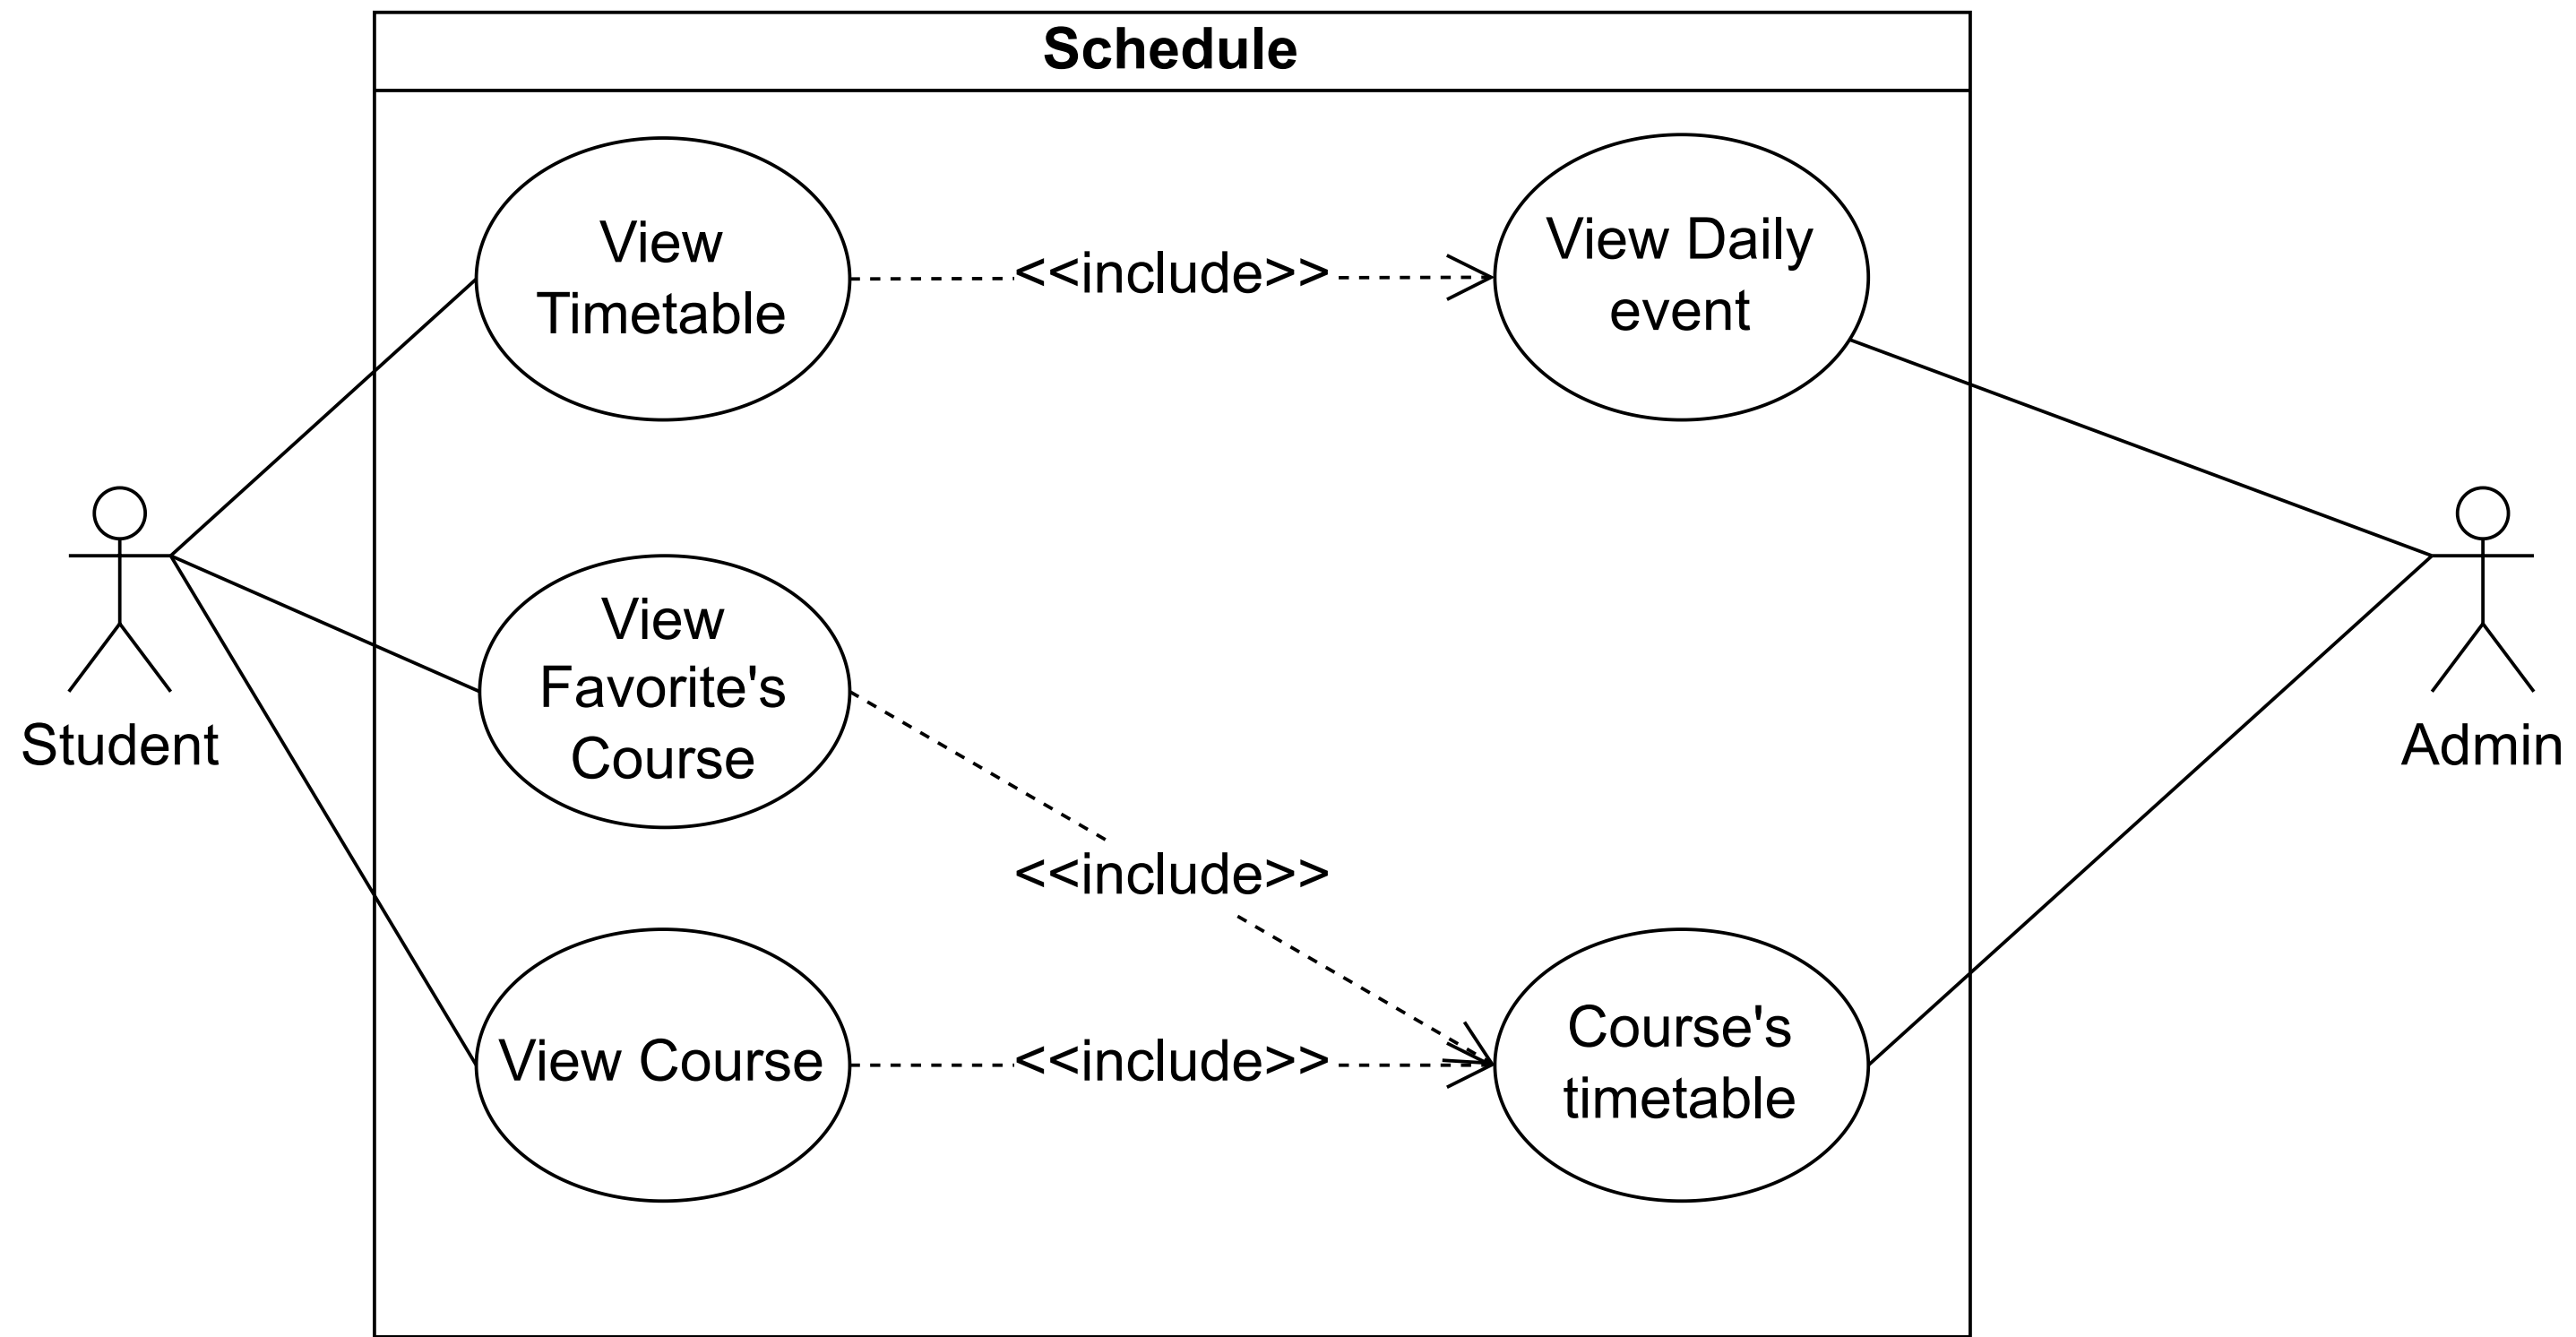 Schedule
View
Timetable
<<include>>
View Daily
event
Student
View
Favorite's
Course
Admin
<<include>>
View Course
<<include>>
Course's
timetable